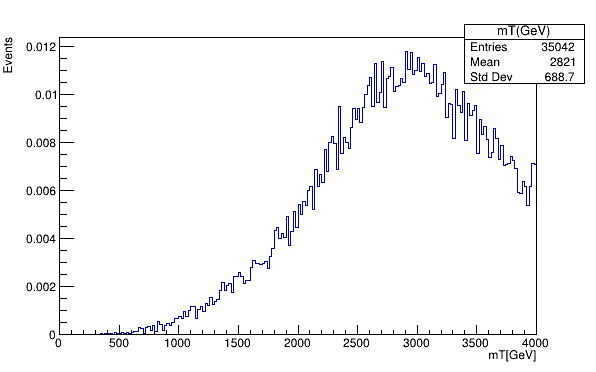 mT(GeV)
Entries 35042
Mean 2821
Std Dev 688.7
Events
0.012
0.01
0.008
0.006
0.004
0.002
0
0 500 1000 1500 2000 2500 3000 3500 4000
mT[GeV]